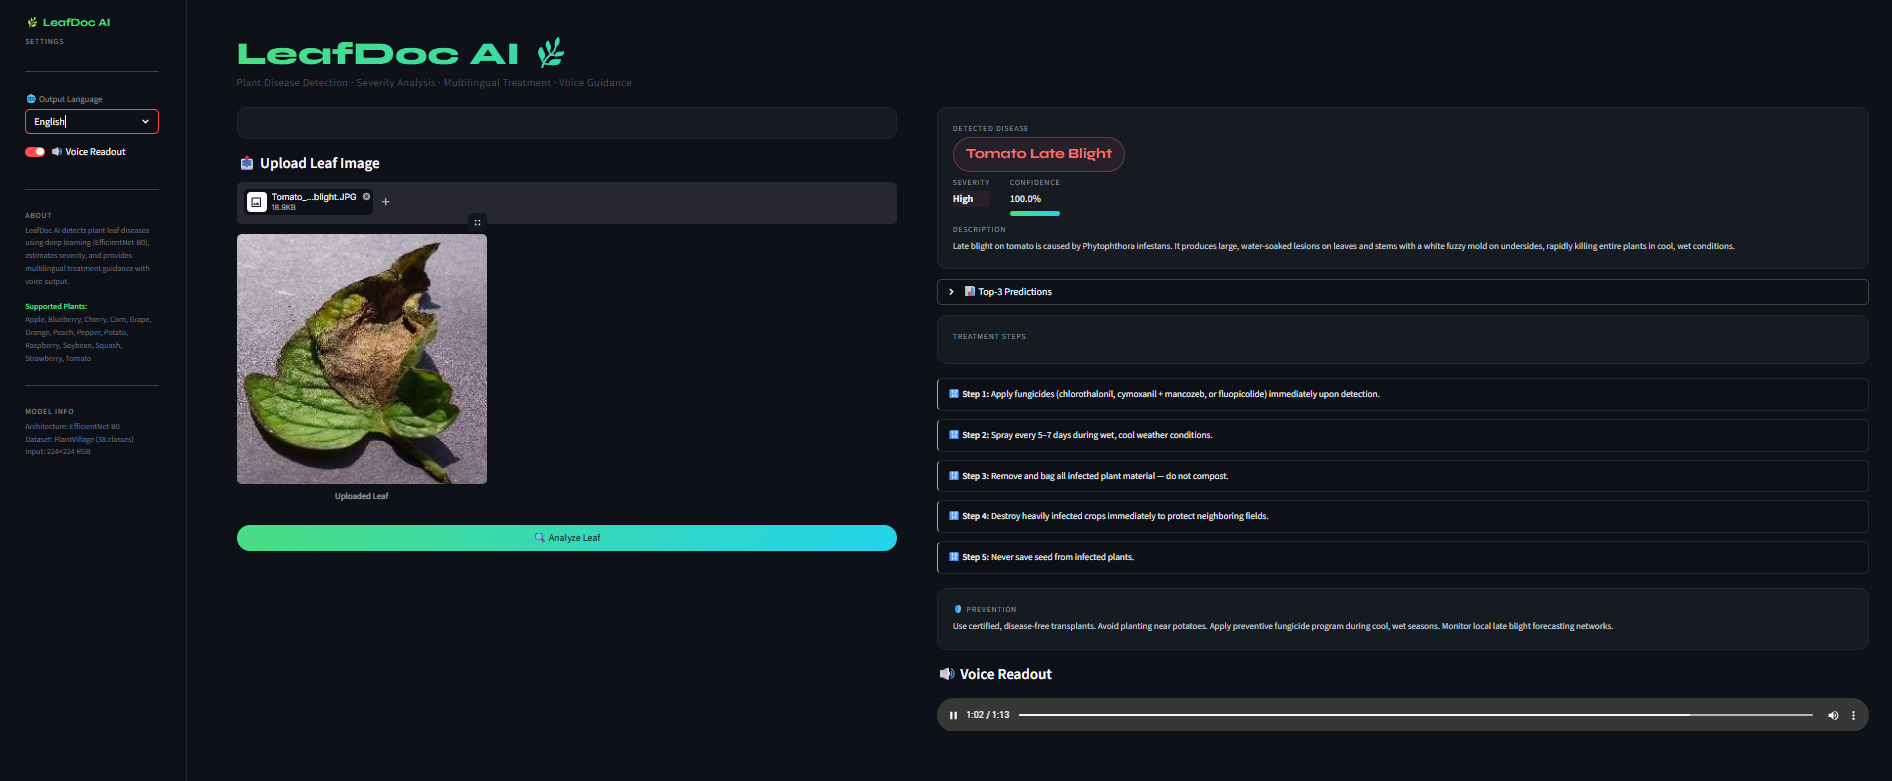 LeafDoc AI
SETTINGS
Output Language
English
Voice Readout
ABOUT
LeafDoc AI detects plant leaf diseases
using deep learning (EfficientNet-B0),
estimates severity, and provides
multilingual treatment guidance with
voice output.
Supported Plants:
Apple, Blueberry, Cherry, Corn, Grape,
Orange, Peach, Pepper, Potato,
Raspberry, Soybean, Squash,
Strawberry, Tomato
MODEL INFO
Architecture: EfficientNet-B0
Dataset: PlantVillage (38 classes)
Input: 224×224 RGB
LeafDoc AI
Plant Disease Detection · Severity Analysis · Multilingual Treatment · Voice Guidance
Upload Leaf Image
Tomato_...blight.JPG
18.9KB
Uploaded Leaf
Analyze Leaf
DETECTED DISEASE
Tomato Late Blight
SEVERITY CONFIDENCE
High 100.0%
DESCRIPTION
Late blight on tomato is caused by Phytophthora infestans. It produces large, water-soaked lesions on leaves and stems with a white fuzzy mold on undersides, rapidly killing entire plants in cool, wet conditions.
Top-3 Predictions
TREATMENT STEPS
Step 1: Apply fungicides (chlorothalonil, cymoxanil + mancozeb, or fluopicolide) immediately upon detection.
Step 2: Spray every 5–7 days during wet, cool weather conditions.
Step 3: Remove and bag all infected plant material — do not compost.
Step 4: Destroy heavily infected crops immediately to protect neighboring fields.
Step 5: Never save seed from infected plants.
PREVENTION
Use certified, disease-free transplants. Avoid planting near potatoes. Apply preventive fungicide program during cool, wet seasons. Monitor local late blight forecasting networks.
Voice Readout
1:02 / 1:13